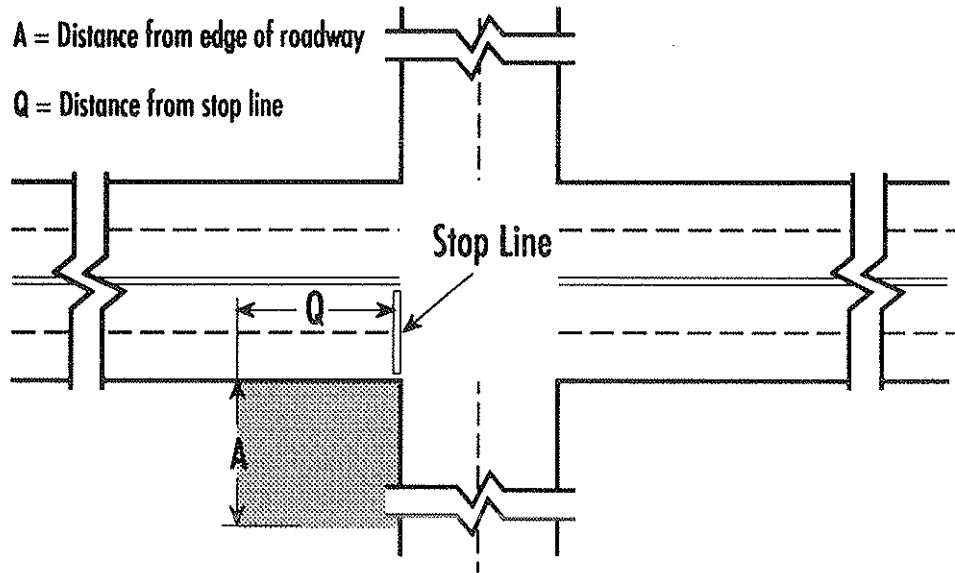 A = Distance from edge of roadway
Q = Distance from stop line
Stop Line
Q
A